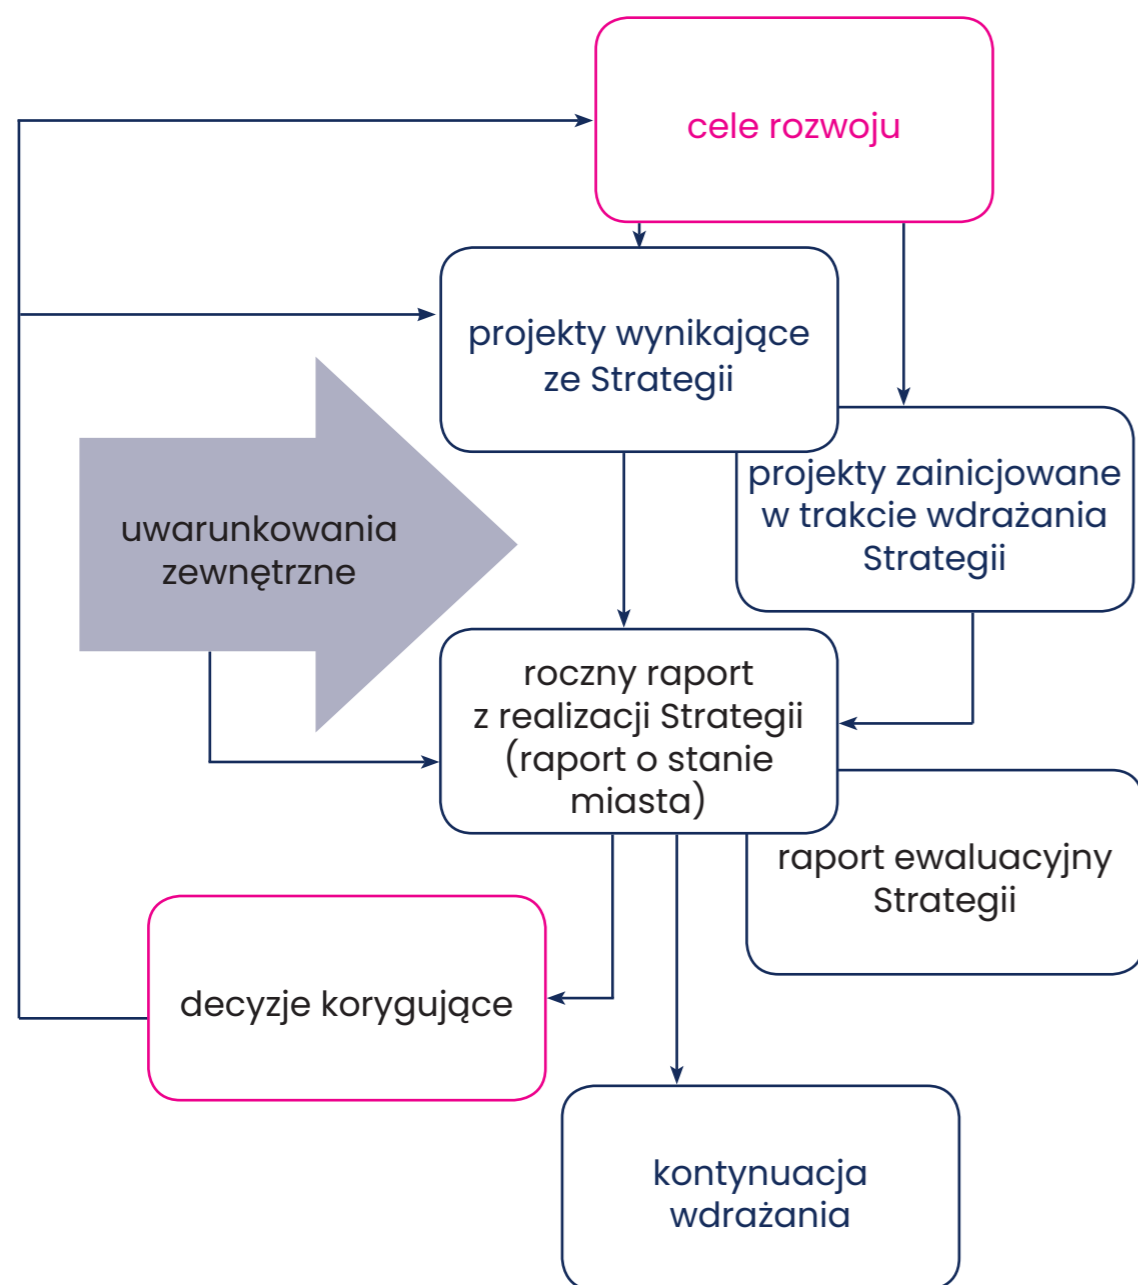 cele rozwoju
projekty wynikające
ze Strategii
projekty zainicjowane
w trakcie wdrażania
Strategii
uwarunkowania
zewnętrzne
roczny raport
z realizacji Strategii
(raport o stanie
miasta)
raport ewaluacyjny
Strategii
decyzje korygujące
kontynuacja
wdrażania